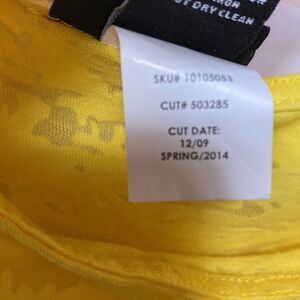 DRY CLEAN
SKU# 10105053
CUT# 503285
CUT DATE:
12/09
SPRING/2014